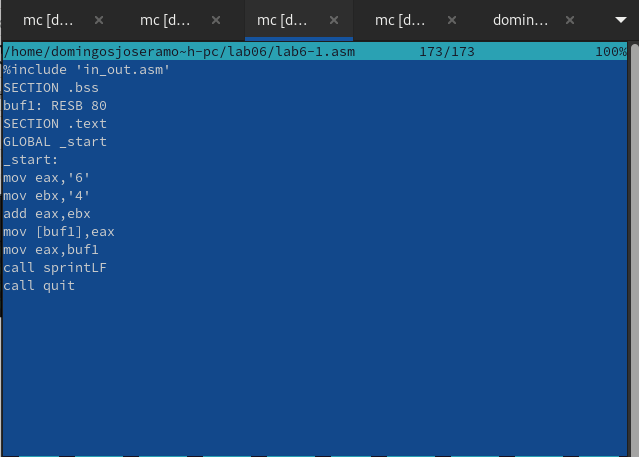 mc [d... × mc [d... × mc [d... × mc [d... × domin... ×
/home/domingosjoseramo~h-pc/lab06/lab6-1.asm 173/173 100%
%include 'in_out.asm'
SECTION .bss
buf1: RESB 80
SECTION .text
GLOBAL _start
_start:
mov eax,'6'
mov ebx,'4'
add eax,ebx
mov [buf1],eax
mov eax,buf1
call sprintLF
call quit